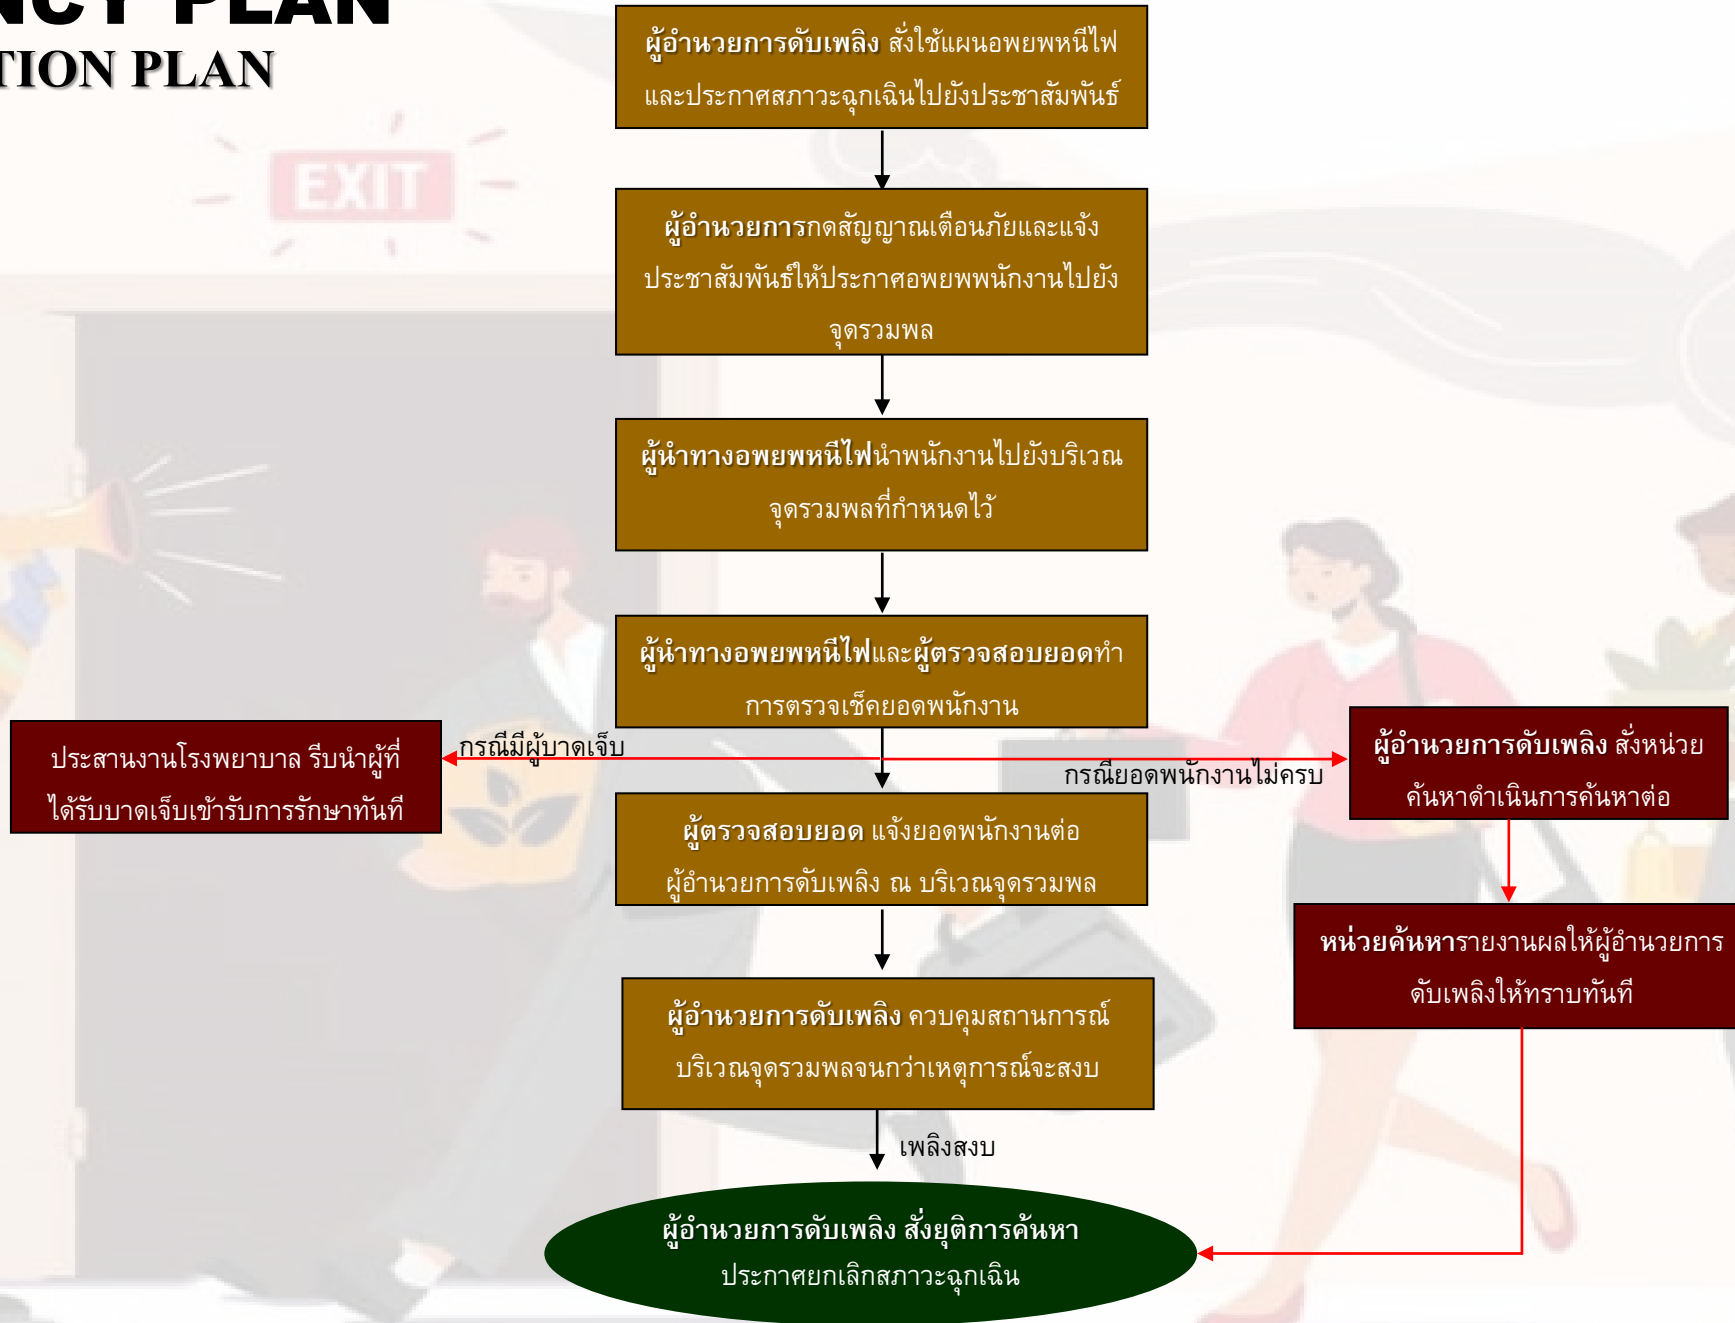 NCY PLAN
TION PLAN
EXIT
ผู้อำนวยการดับเพลิง สั่งใช้แผนอพยพหนีไฟ
และประกาศสภาวะฉุกเฉินไปยังประชาสัมพันธ์
ผู้อำนวยการกดสัญญาณเตือนภัยและแจ้ง
ประชาสัมพันธ์ให้ประกาศอพยพพนักงานไปยัง
จุดรวมพล
ผู้นำทางอพยพหนีไฟนำพนักงานไปยังบริเวณ
จุดรวมพลที่กำหนดไว้
ผู้นำทางอพยพหนีไฟและผู้ตรวจสอบยอดทำ
การตรวจเช็คยอดพนักงาน
กรณีมีผู้บาดเจ็บ
ประสานงานโรงพยาบาล รีบนำผู้ที่
ได้รับบาดเจ็บเข้ารับการรักษาทันที
กรณียอดพนักงานไม่ครบ
ผู้อำนวยการดับเพลิง สั่งหน่วย
ค้นหาดำเนินการค้นหาต่อ
ผู้ตรวจสอบยอด แจ้งยอดพนักงานต่อ
ผู้อำนวยการดับเพลิง ณ บริเวณจุดรวมพล
หน่วยค้นหารายงานผลให้ผู้อำนวยการ
ดับเพลิงให้ทราบทันที
ผู้อำนวยการดับเพลิง ควบคุมสถานการณ์
บริเวณจุดรวมพลจนกว่าเหตุการณ์จะสงบ
เพลิงสงบ
ผู้อำนวยการดับเพลิง สั่งยุติการค้นหา
ประกาศยกเลิกสภาวะฉุกเฉิน